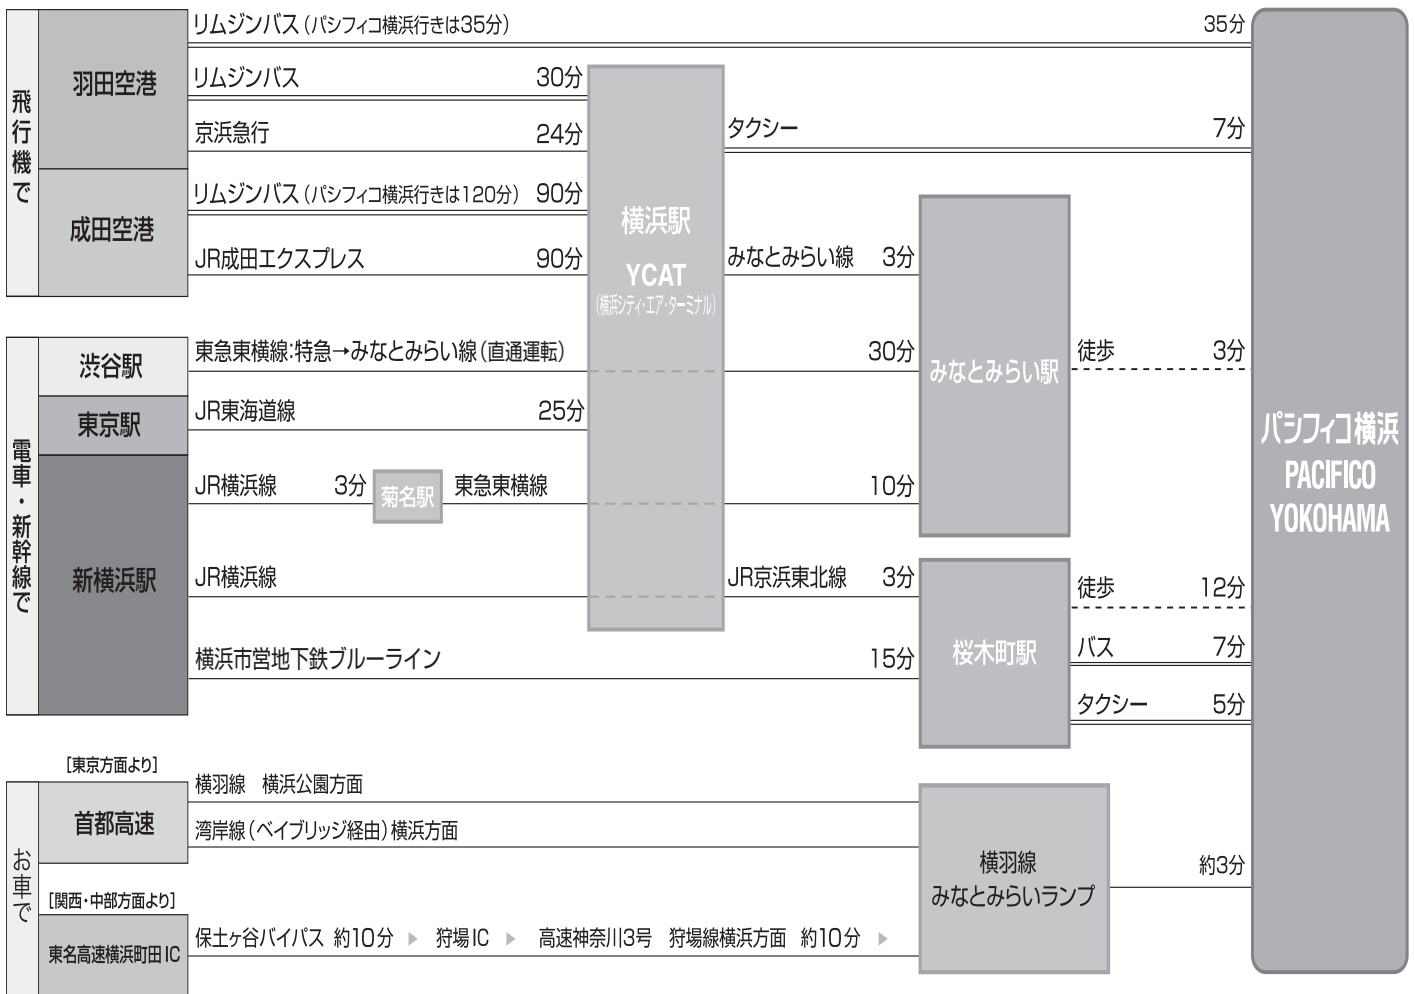 飛行機で
羽田空港
リムジンバス（パシフィコ横浜行きは35分） 35分
リムジンバス 30分
京浜急行 24分
タクシー 7分
成田空港
リムジンバス（パシフィコ横浜行きは120分） 90分
JR成田エクスプレス 90分
横浜駅
YCAT
（横浜シティ・エア・ターミナル）
みなとみらい線 3分
電車・新幹線で
渋谷駅
東急東横線：特急→みなとみらい線（直通運転） 30分
みなとみらい駅
徒歩 3分
東京駅
JR東海道線 25分
新横浜駅
JR横浜線 3分
菊名駅
東急東横線 10分
JR横浜線
JR京浜東北線 3分
横浜市営地下鉄ブルーライン 15分
桜木町駅
徒歩 12分
バス 7分
タクシー 5分
パシフィコ横浜
PACIFICO
YOKOHAMA
お車で
［東京方面より］
首都高速
横羽線 横浜公園方面
湾岸線（ベイブリッジ経由）横浜方面
［関西・中部方面より］
東名高速横浜町田IC
保土ヶ谷バイパス 約10分 ▶ 狩場IC ▶ 高速神奈川3号 狩場線横浜方面 約10分 ▶
横羽線
みなとみらいランプ
約3分